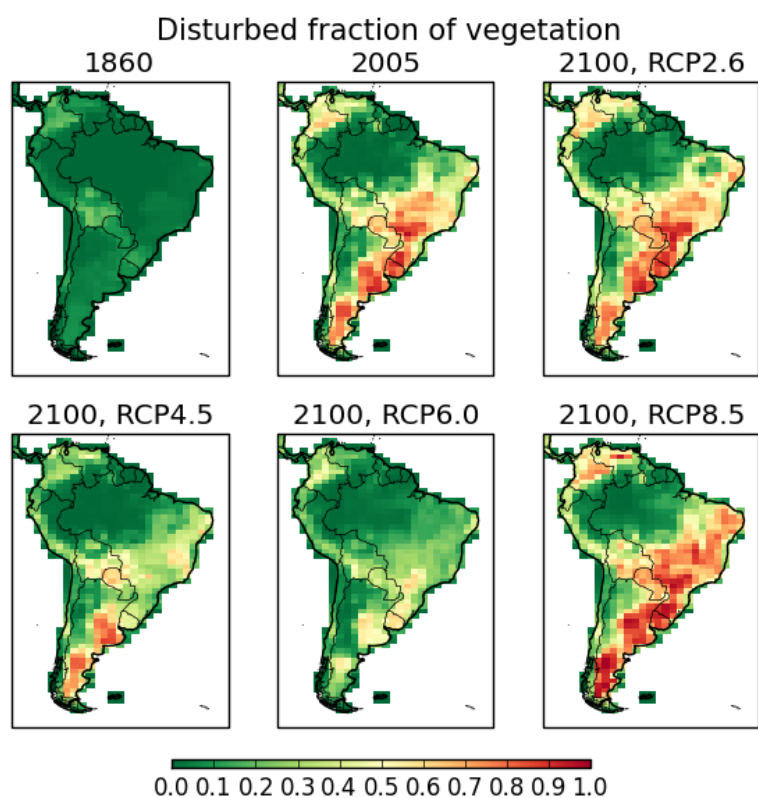 Disturbed fraction of vegetation
1860 2005 2100, RCP2.6
2100, RCP4.5 2100, RCP6.0 2100, RCP8.5
0.0 0.1 0.2 0.3 0.4 0.5 0.6 0.7 0.8 0.9 1.0